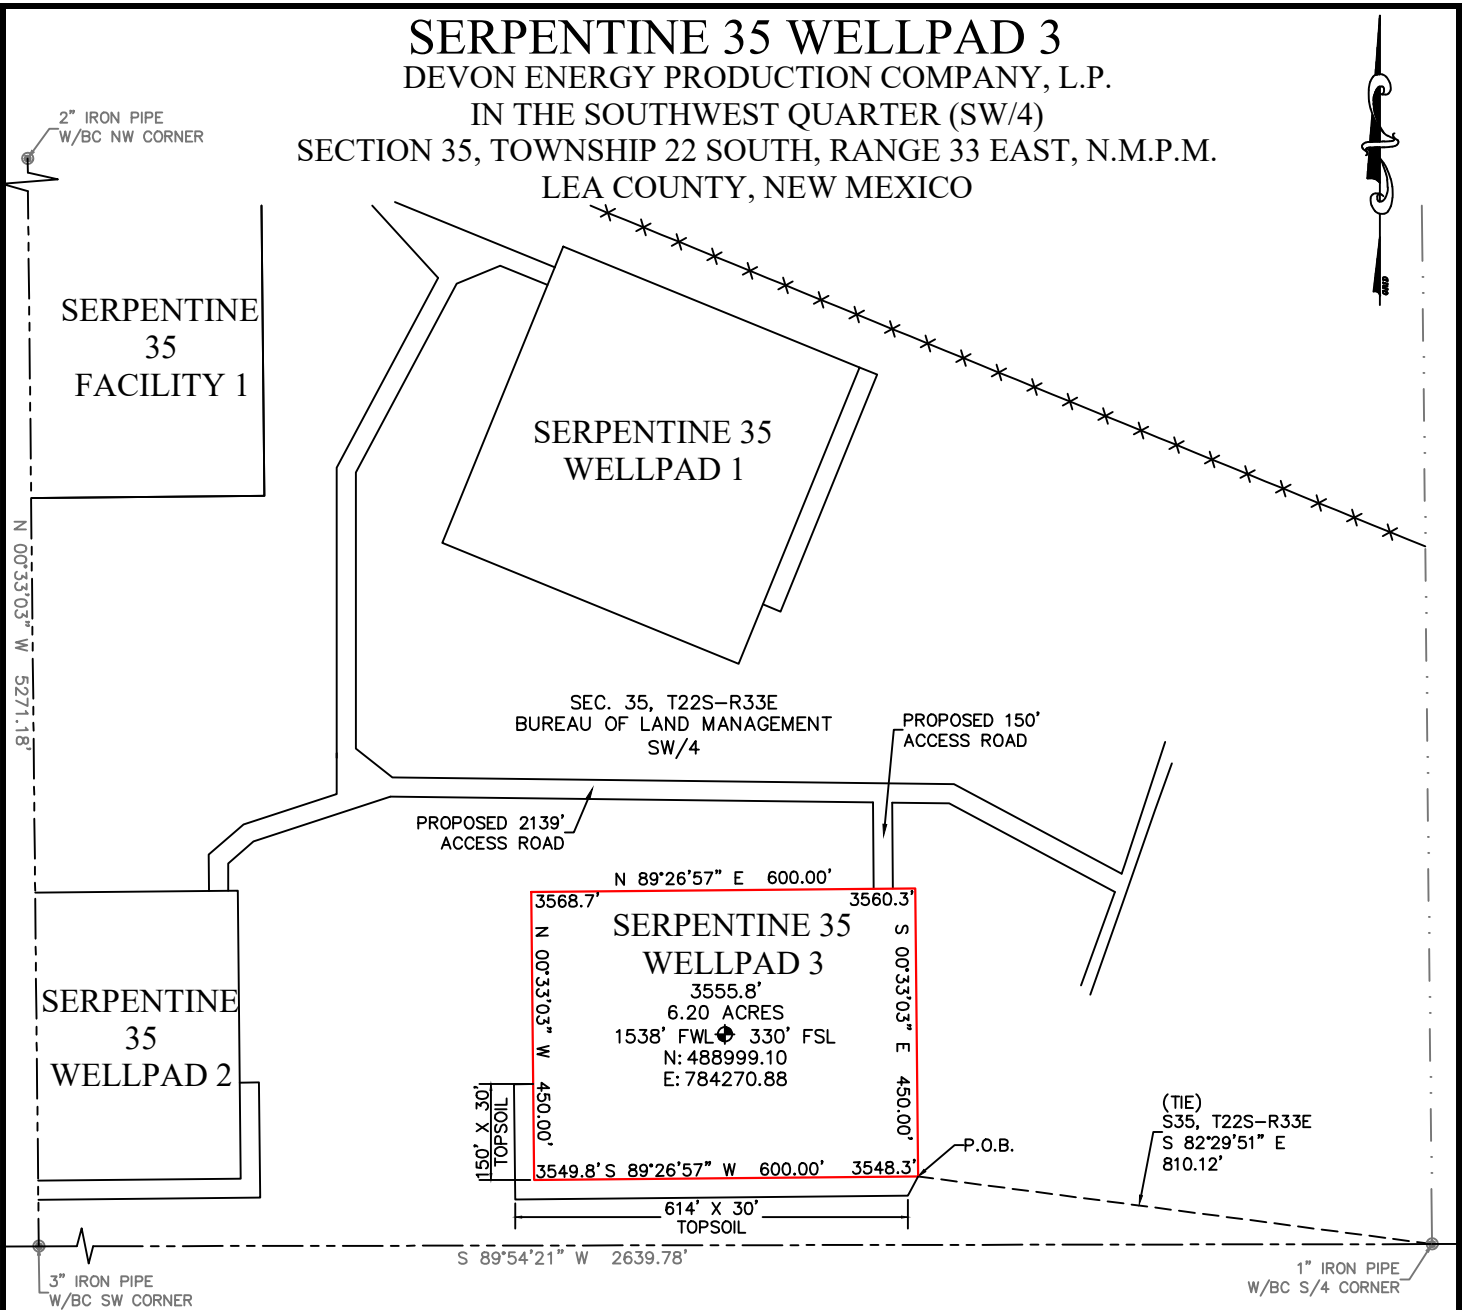 SERPENTINE 35 WELLPAD 3
DEVON ENERGY PRODUCTION COMPANY, L.P.
IN THE SOUTHWEST QUARTER (SW/4)
SECTION 35, TOWNSHIP 22 SOUTH, RANGE 33 EAST, N.M.P.M.
LEA COUNTY, NEW MEXICO
2" IRON PIPE
W/BC NW CORNER
GRID
SERPENTINE
35
FACILITY 1
SERPENTINE 35
WELLPAD 1
N 00°33'03" W 5271.18'
SEC. 35, T22S-R33E
BUREAU OF LAND MANAGEMENT
SW/4
PROPOSED 150'
ACCESS ROAD
PROPOSED 2139'
ACCESS ROAD
N 89°26'57" E 600.00'
3568.7'
3560.3'
SERPENTINE 35
WELLPAD 3
3555.8'
6.20 ACRES
1538' FWL 330' FSL
N: 488999.10
E: 784270.88
N 00°33'03" W 450.00'
S 00°33'03" E 450.00'
SERPENTINE
35
WELLPAD 2
150' X 30'
TOPSOIL
3549.8' S 89°26'57" W 600.00' 3548.3'
P.O.B.
(TIE)
S35, T22S-R33E
S 82°29'51" E
810.12'
614' X 30'
TOPSOIL
S 89°54'21" W 2639.78'
3" IRON PIPE
W/BC SW CORNER
1" IRON PIPE
W/BC S/4 CORNER